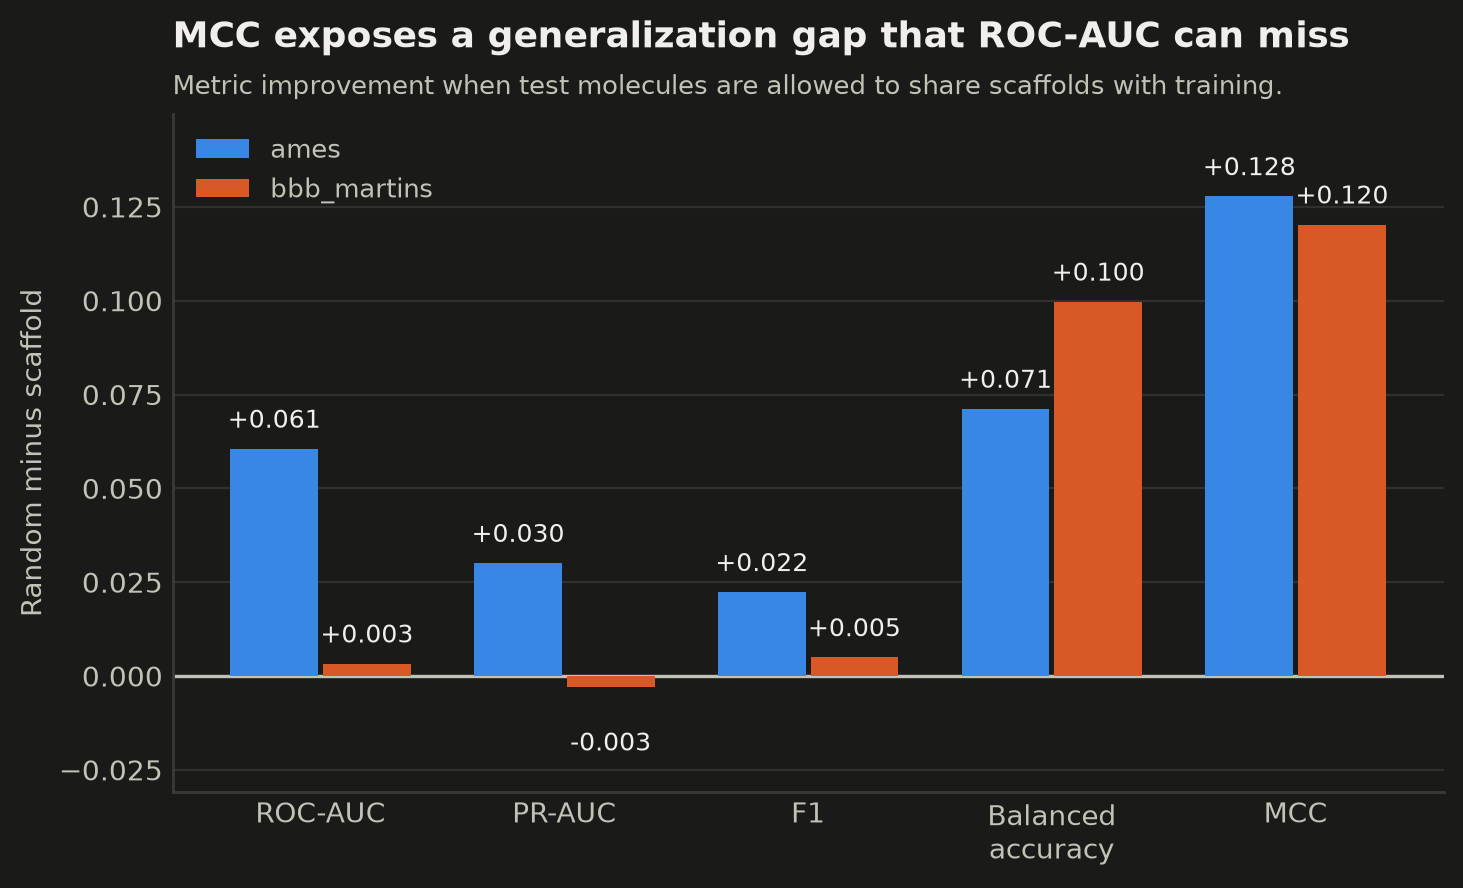 MCC exposes a generalization gap that ROC-AUC can miss
Metric improvement when test molecules are allowed to share scaffolds with training.
ames
bbb_martins
Random minus scaffold
0.125
0.100
0.075
0.050
0.025
0.000
−0.025
+0.061
+0.003
+0.030
-0.003
+0.022
+0.005
+0.071
+0.100
+0.128
+0.120
ROC-AUC
PR-AUC
F1
Balanced
accuracy
MCC